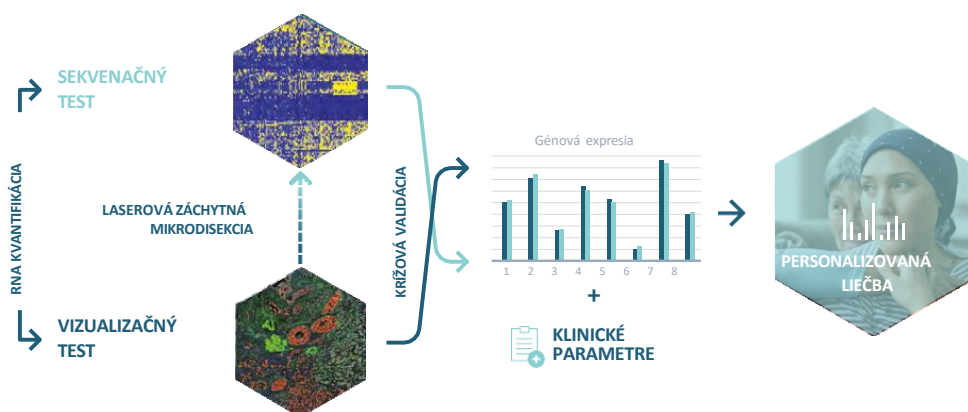 SEKVENAČNÝ
TEST
RNA KVANTIFIKÁCIA
LASEROVÁ ZÁCHYTNÁ
MIKRODISEKCIA
VIZUALIZAČNÝ
TEST
KRÍŽOVÁ VALIDÁCIA
Génová expresia
1 2 3 4 5 6 7 8
+
KLINICKÉ
PARAMETRE
PERSONALIZOVANÁ
LIEČBA